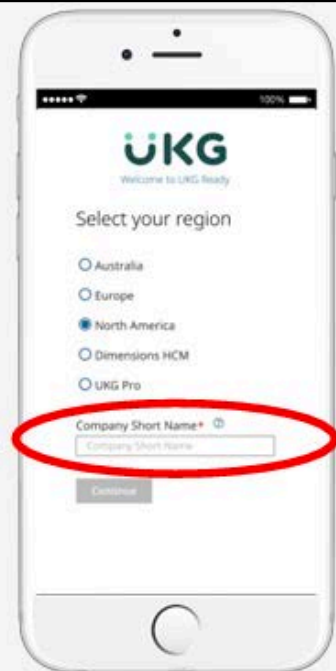 100%
UKG
Welcome to UKG Ready
Select your region
Australia
Europe
North America
Dimensions HCM
UKG Pro
Company Short Name*
Company Short Name
Continue